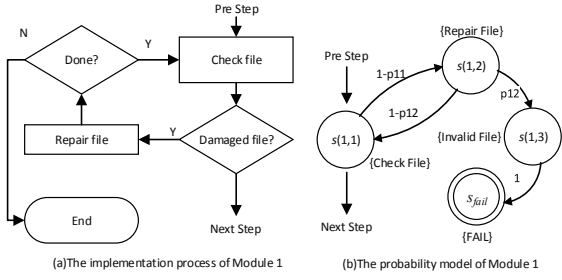 Pre Step
N
Y
Done?
Check file
Y
Repair file
Damaged file?
End
Next Step
(a)The implementation process of Module 1
{Repair File}
Pre Step
s(1,2)
1-p11
p12
1-p12
s(1,1)
{Invalid File}
s(1,3)
{Check File}
1
s_fail
Next Step
{FAIL}
(b)The probability model of Module 1